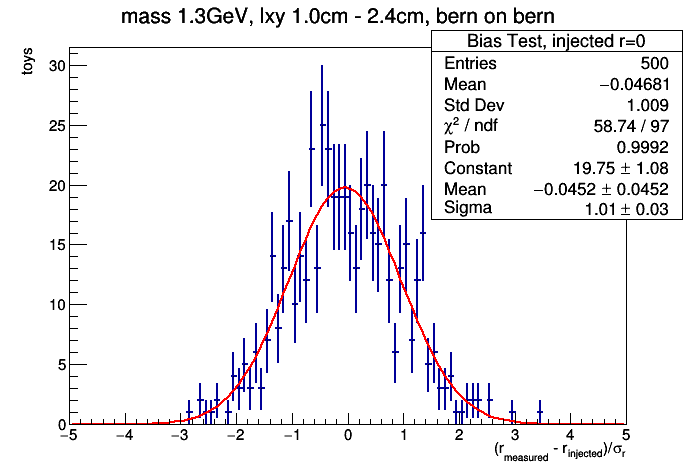 mass 1.3GeV, lxy 1.0cm - 2.4cm, bern on bern
toys
Bias Test, injected r=0
Entries 500
Mean −0.04681
Std Dev 1.009
χ² / ndf 58.74 / 97
Prob 0.9992
Constant 19.75 ± 1.08
Mean −0.0452 ± 0.0452
Sigma 1.01 ± 0.03
30
25
20
15
10
5
0
−5 −4 −3 −2 −1 0 1 2 3 4 5
(r_measured - r_injected)/σ_r